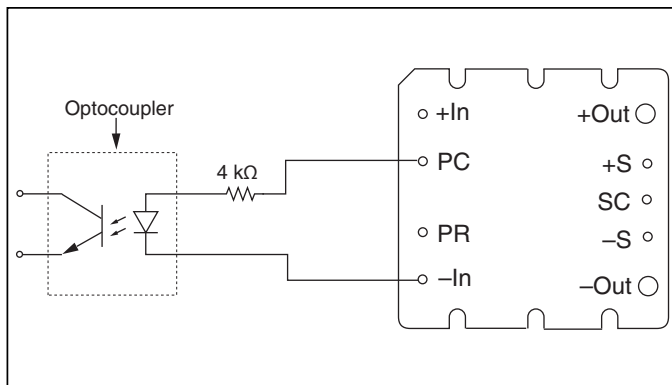 Optocoupler
4 kΩ
+In
PC
PR
–In
+Out
+S
SC
–S
–Out